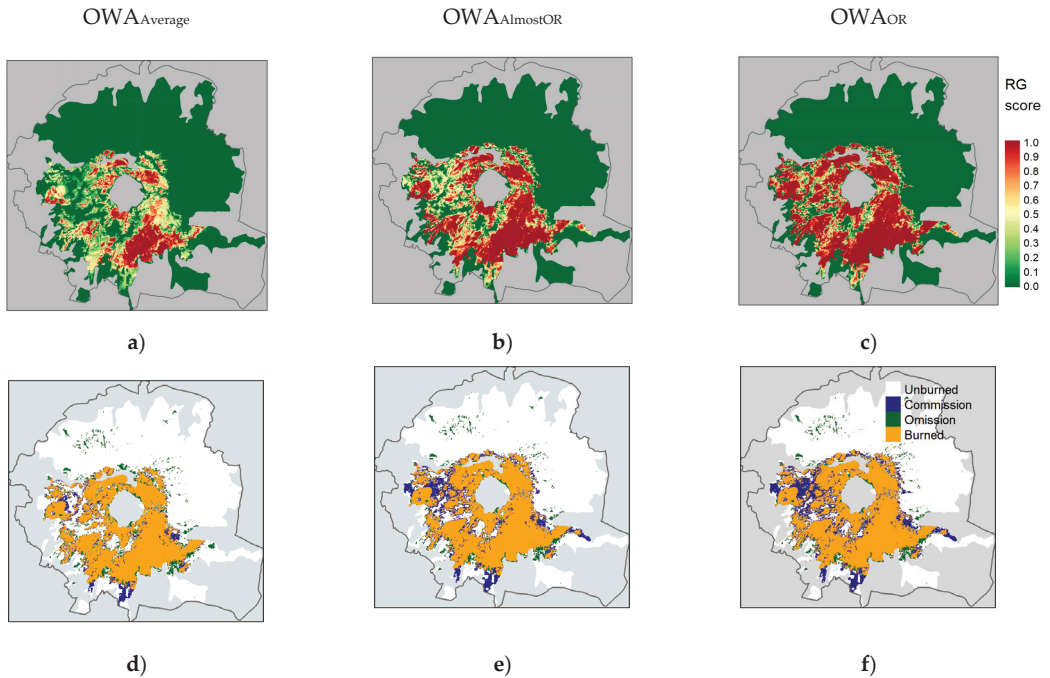 OWAAverage
OWAAlmostOR
OWAOR
RG
score
1.0
0.9
0.8
0.7
0.6
0.5
0.4
0.3
0.2
0.1
0.0
a)
b)
c)
Unburned
Commission
Omission
Burned
d)
e)
f)